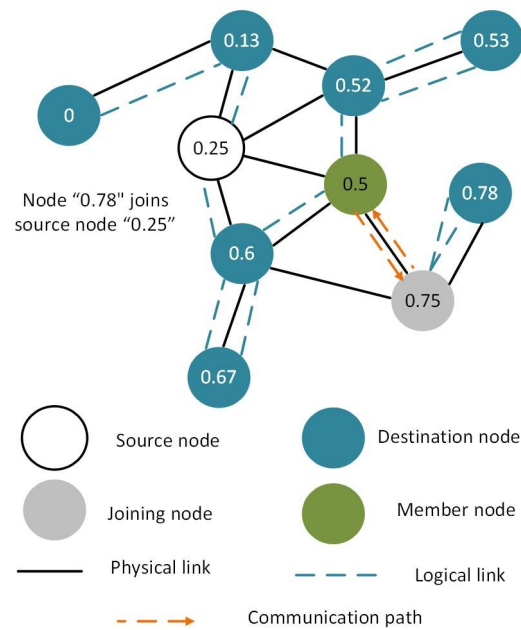 0.13
0.53
0.52
0
0.25
Node “0.78" joins
source node “0.25”
0.5
0.78
0.6
0.75
0.67
Source node
Destination node
Joining node
Member node
Physical link
Logical link
Communication path